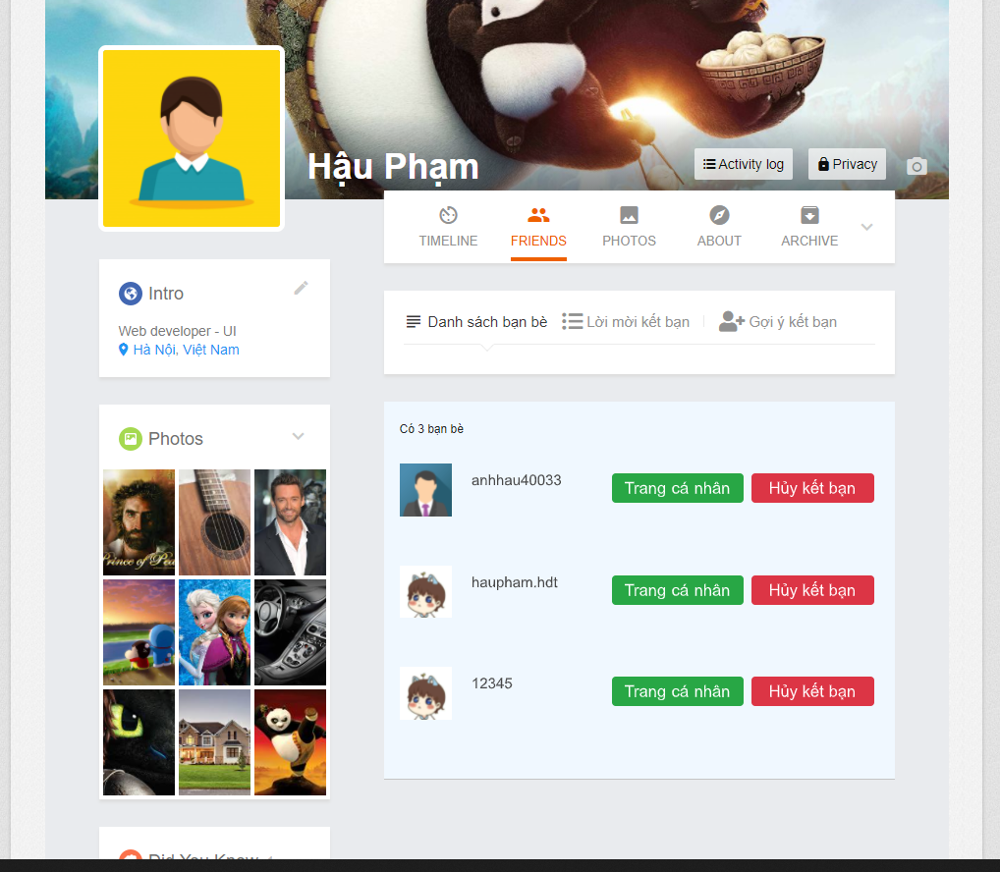 Hậu Phạm
Activity log
Privacy
TIMELINE
FRIENDS
PHOTOS
ABOUT
ARCHIVE
Intro
Web developer - UI
Hà Nội, Việt Nam
Danh sách bạn bè
Lời mời kết bạn
Gợi ý kết bạn
Photos
Prince of
Có 3 bạn bè
anhhau40033
Trang cá nhân
Hủy kết bạn
haupham.hdt
Trang cá nhân
Hủy kết bạn
12345
Trang cá nhân
Hủy kết bạn
Did You Know